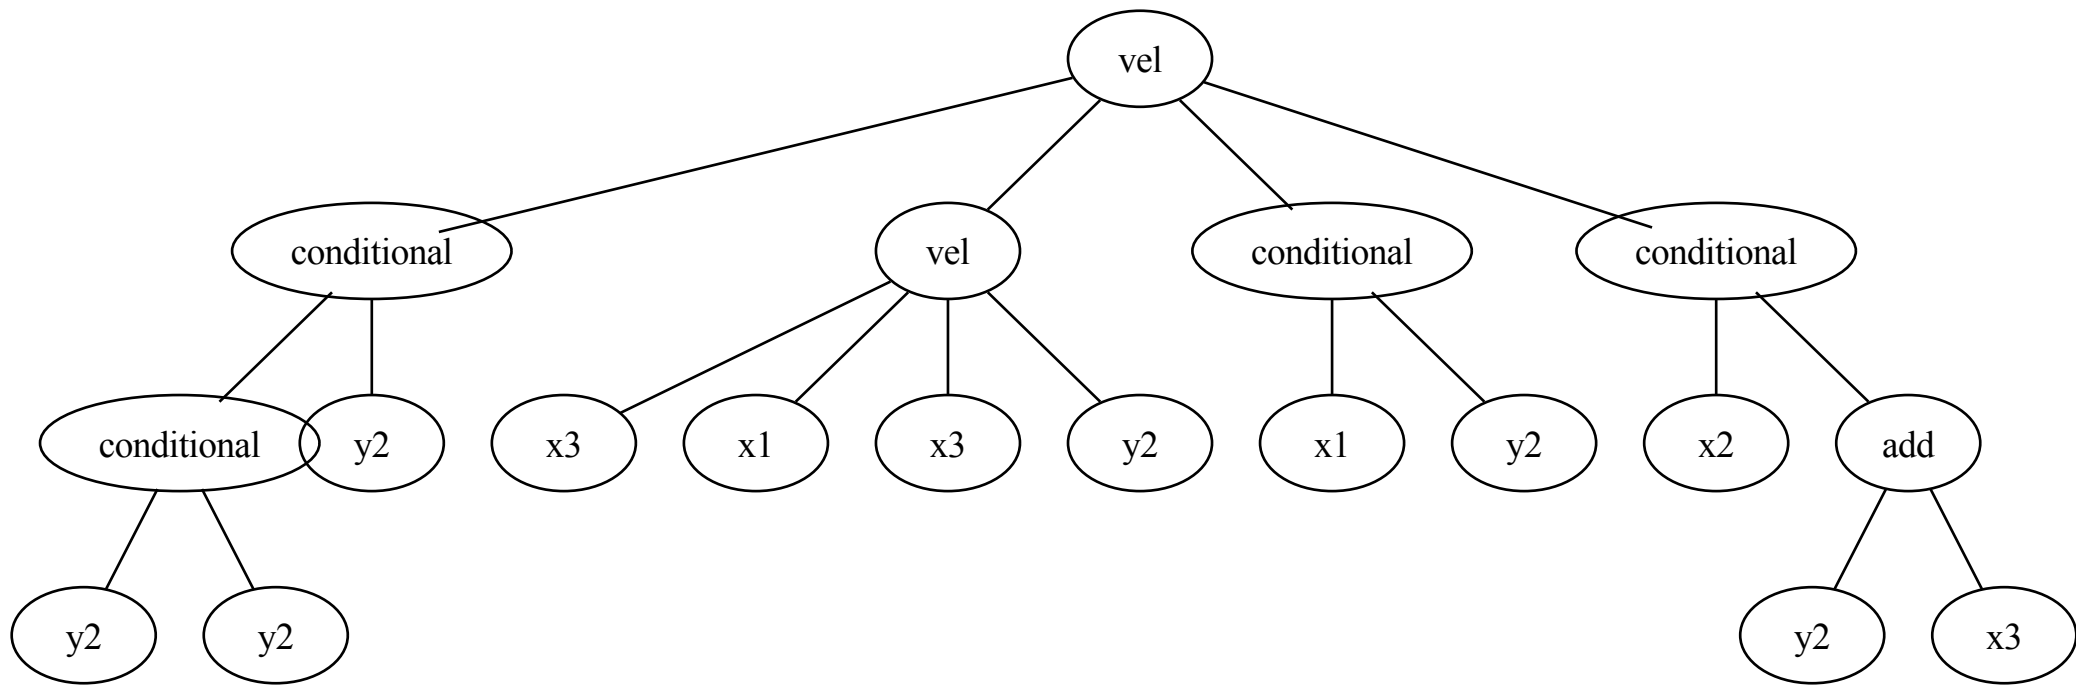 vel
conditional vel conditional conditional
conditional y2 x3 x1 x3 y2 x1 y2 x2 add
y2 y2 y2 x3